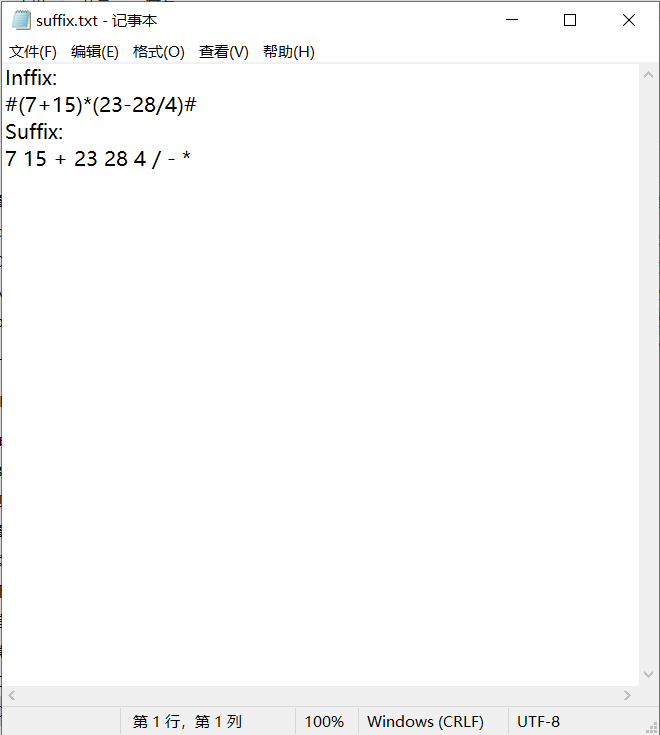 suffix.txt - 记事本
文件(F) 编辑(E) 格式(O) 查看(V) 帮助(H)
Inffix:
#(7+15)*(23-28/4)#
Suffix:
7 15 + 23 28 4 / - *
第 1 行，第 1 列 100% Windows (CRLF) UTF-8